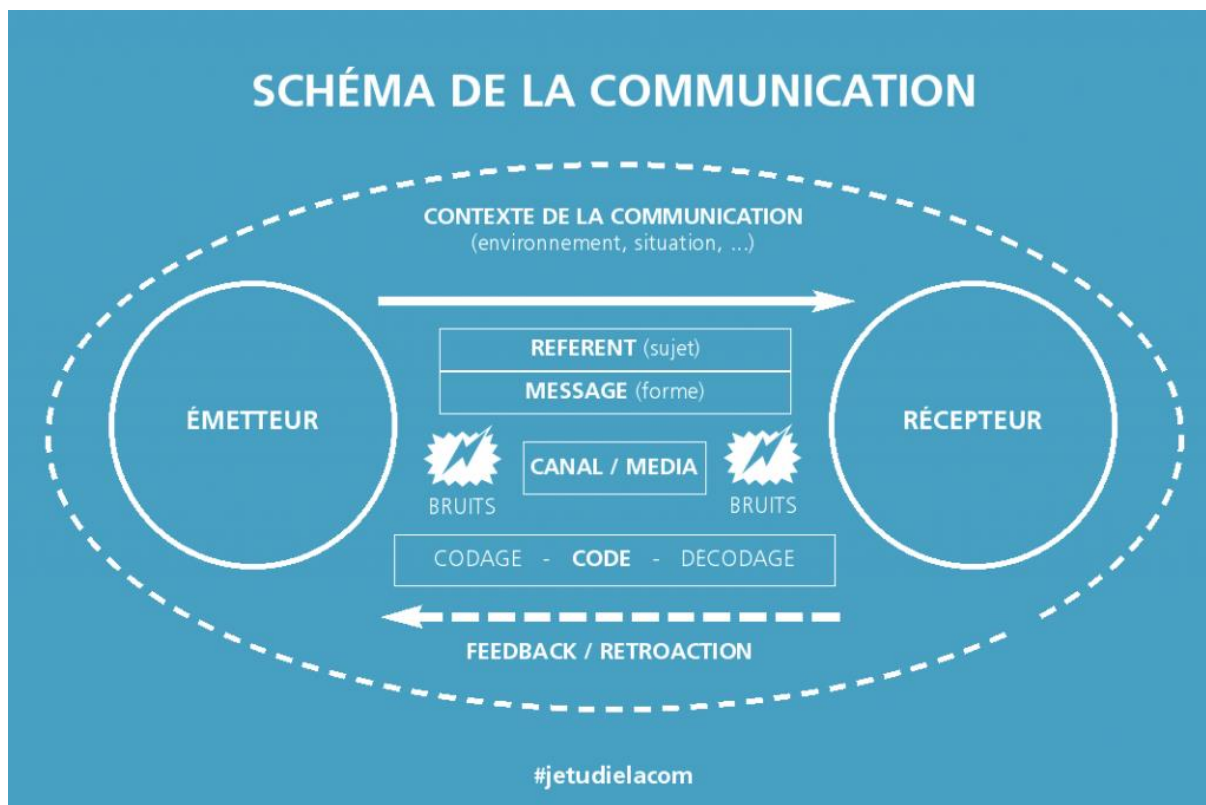 SCHÉMA DE LA COMMUNICATION
CONTEXTE DE LA COMMUNICATION
(environnement, situation, ...)
REFERENT (sujet)
MESSAGE (forme)
ÉMETTEUR
RÉCEPTEUR
CANAL / MEDIA
BRUITS
BRUITS
CODAGE - CODE - DECODAGE
FEEDBACK / RETROACTION
#jetudielacom